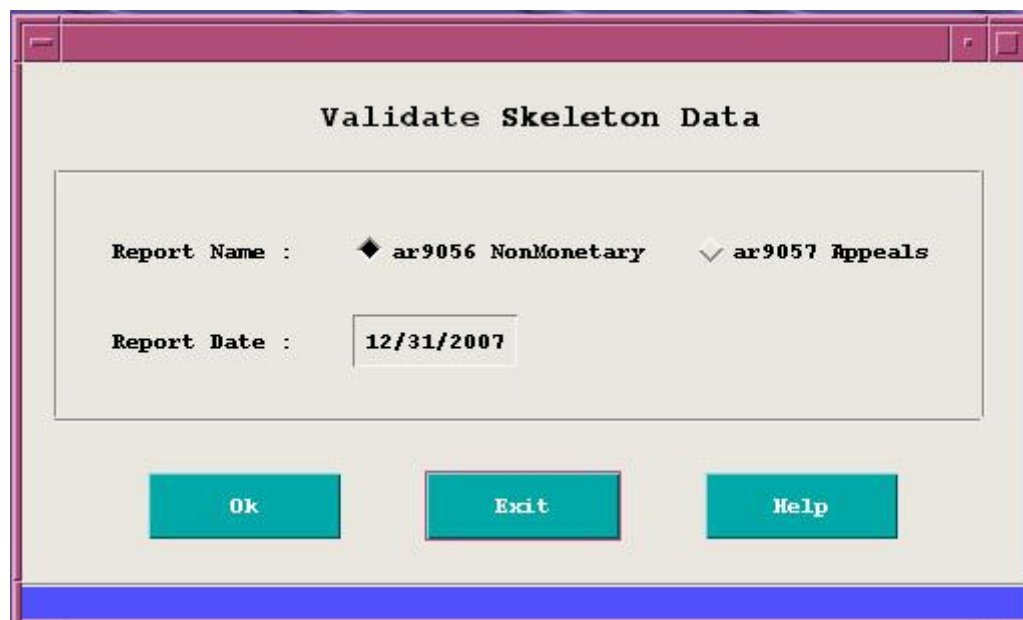 Validate Skeleton Data
Report Name : ar9056 NonMonetary ar9057 Appeals
Report Date : 12/31/2007
Ok Exit Help